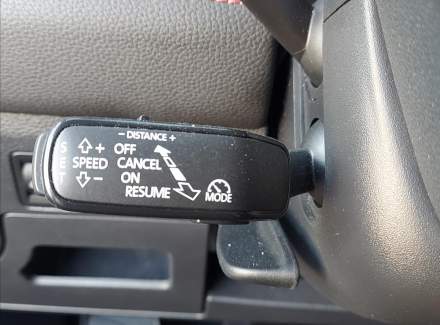 - DISTANCE +
S + OFF
E SPEED CANCEL
T - ON
RESUME
MODE